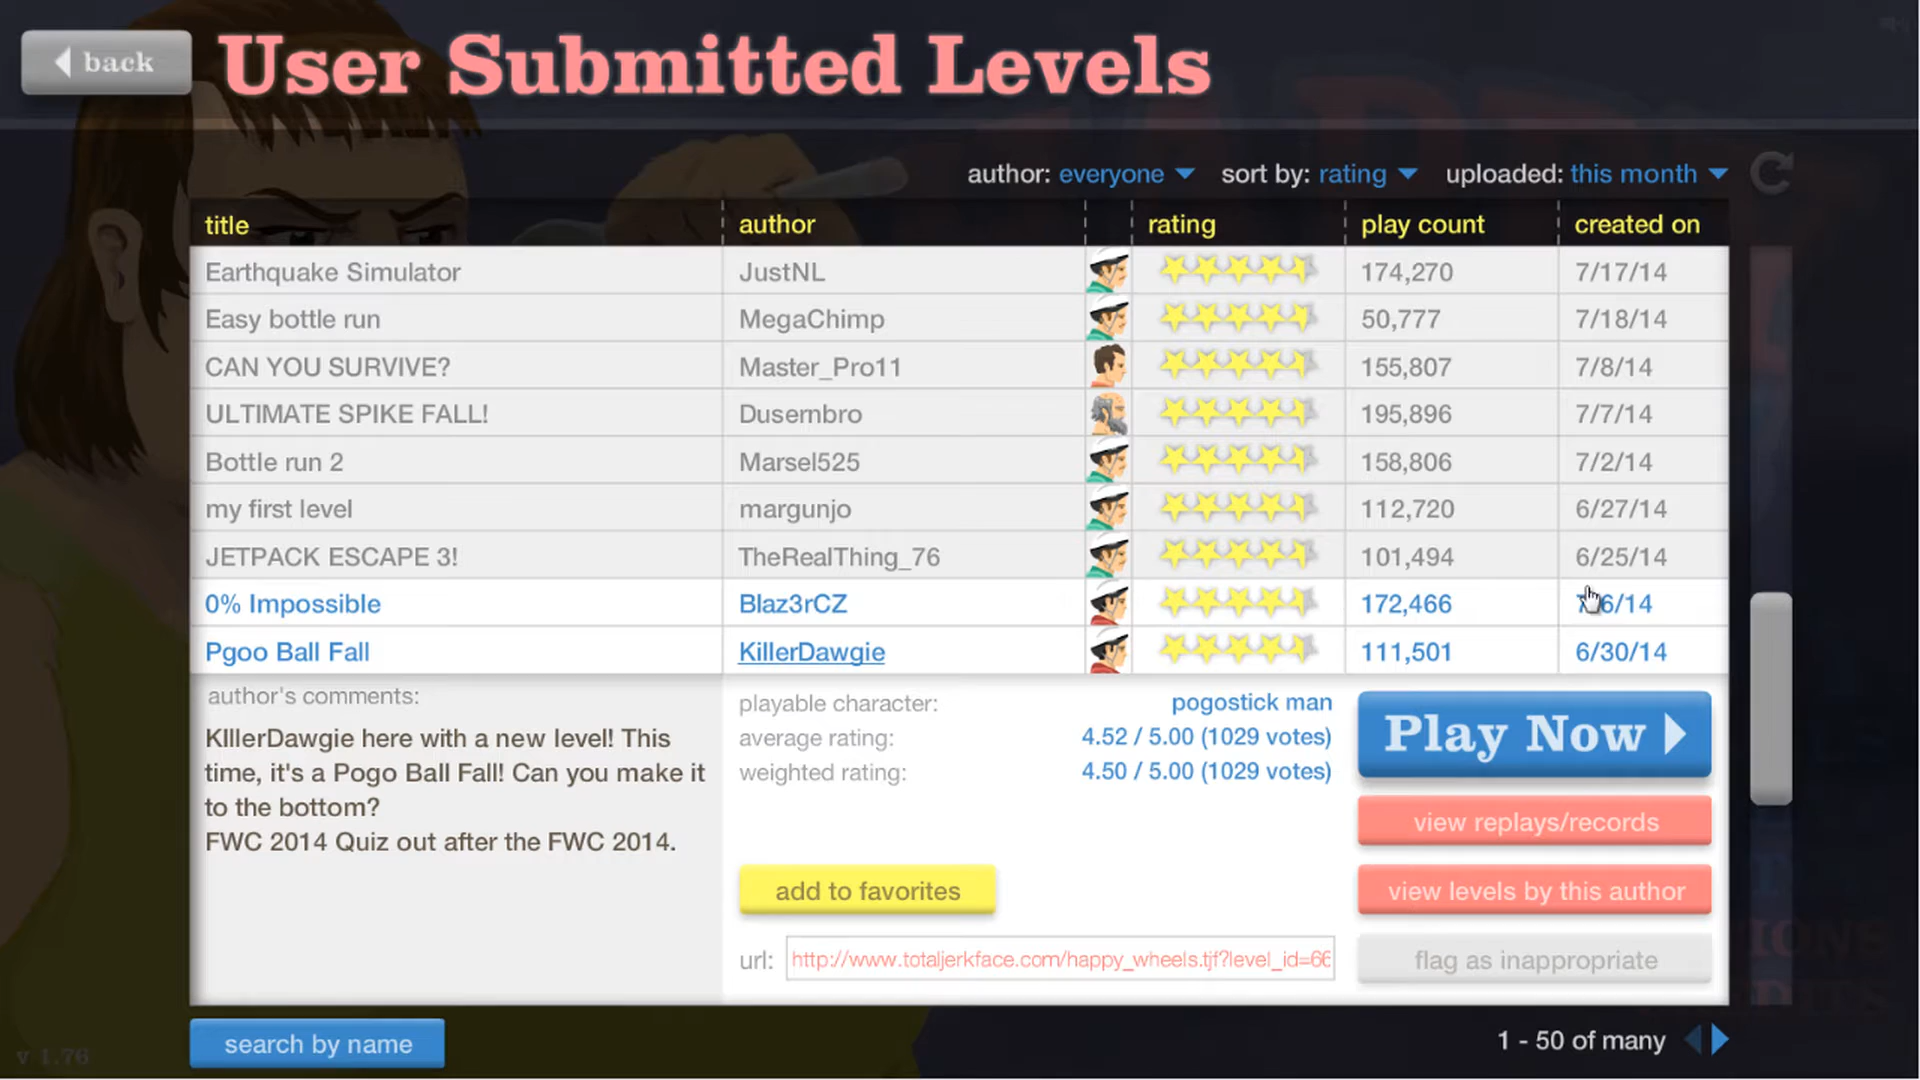 back
User Submitted Levels
author: everyone sort by: rating uploaded: this month
title author rating play count created on
Earthquake Simulator JustNL 174,270 7/17/14
Easy bottle run MegaChimp 50,777 7/18/14
CAN YOU SURVIVE? Master_Pro11 155,807 7/8/14
ULTIMATE SPIKE FALL! Dusernbro 195,896 7/7/14
Bottle run 2 Marsel525 158,806 7/2/14
my first level margunjo 112,720 6/27/14
JETPACK ESCAPE 3! TheRealThing_76 101,494 6/25/14
0% Impossible Blaz3rCZ 172,466 6/14
Pgoo Ball Fall KillerDawgie 111,501 6/30/14
author's comments:
KIllerDawgie here with a new level! This
time, it's a Pogo Ball Fall! Can you make it
to the bottom?
FWC 2014 Quiz out after the FWC 2014.
playable character: pogostick man
average rating: 4.52 / 5.00 (1029 votes)
weighted rating: 4.50 / 5.00 (1029 votes)
add to favorites
url: http://www.totaljerkface.com/happy_wheels.tjf?level_id=66
Play Now
view replays/records
view levels by this author
flag as inappropriate
search by name
1 - 50 of many
v 1.76